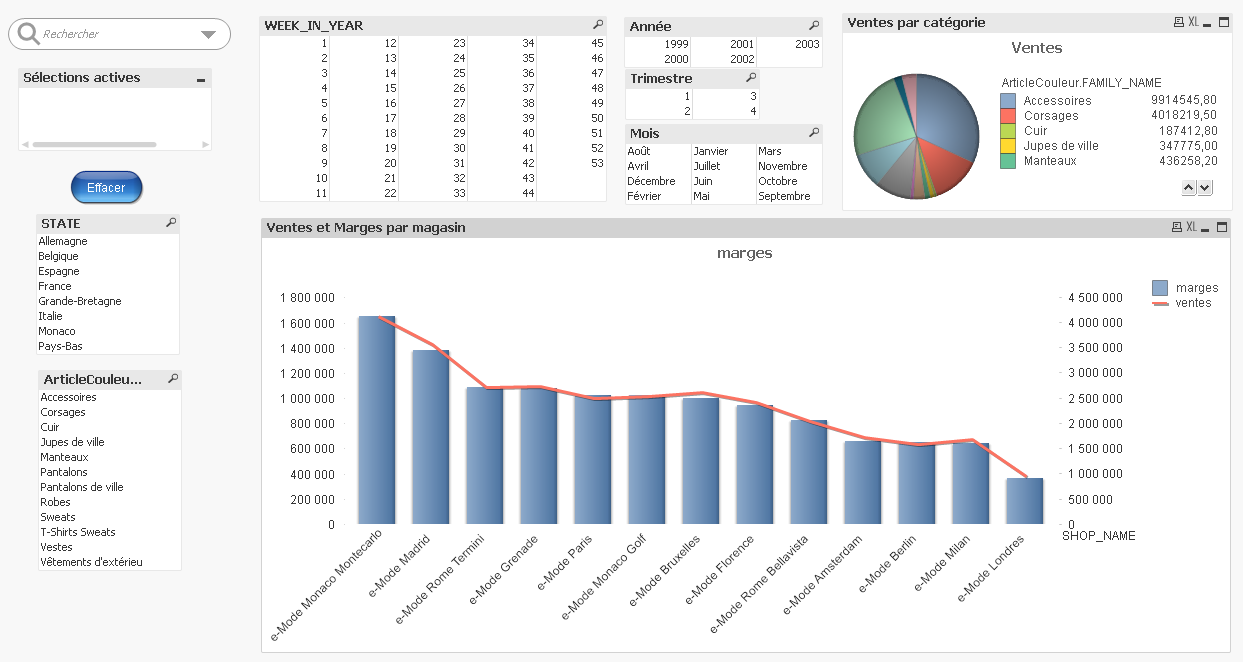 Rechercher
Sélections actives
Effacer
STATE
Allemagne
Belgique
Espagne
France
Grande-Bretagne
Italie
Monaco
Pays-Bas
ArticleCouleu...
Accessoires
Corsages
Cuir
Jupes de ville
Manteaux
Pantalons
Pantalons de ville
Robes
Sweats
T-Shirts Sweats
Vestes
Vêtements d'extérieu
WEEK_IN_YEAR
1 12 23 34 45
2 13 24 35 46
3 14 25 36 47
4 15 26 37 48
5 16 27 38 49
6 17 28 39 50
7 18 29 40 51
8 19 30 41 52
9 20 31 42 53
10 21 32 43
11 22 33 44
Année
1999 2001 2003
2000 2002
Trimestre
1 3
2 4
Mois
Août Janvier Mars
Avril Juillet Novembre
Décembre Juin Octobre
Février Mai Septembre
Ventes par catégorie XL
Ventes
ArticleCouleur.FAMILY_NAME
Accessoires 9914545,80
Corsages 4018219,50
Cuir 187412,80
Jupes de ville 347775,00
Manteaux 436258,20
Ventes et Marges par magasin XL
marges
marges
ventes
1 800 000
1 600 000
1 400 000
1 200 000
1 000 000
800 000
600 000
400 000
200 000
0
4 500 000
4 000 000
3 500 000
3 000 000
2 500 000
2 000 000
1 500 000
1 000 000
500 000
0
SHOP_NAME
e-Mode Monaco Montecarlo
e-Mode Madrid
e-Mode Rome Termini
e-Mode Grenade
e-Mode Paris
e-Mode Monaco Golf
e-Mode Bruxelles
e-Mode Florence
e-Mode Rome Bellavista
e-Mode Amsterdam
e-Mode Berlin
e-Mode Milan
e-Mode Londres